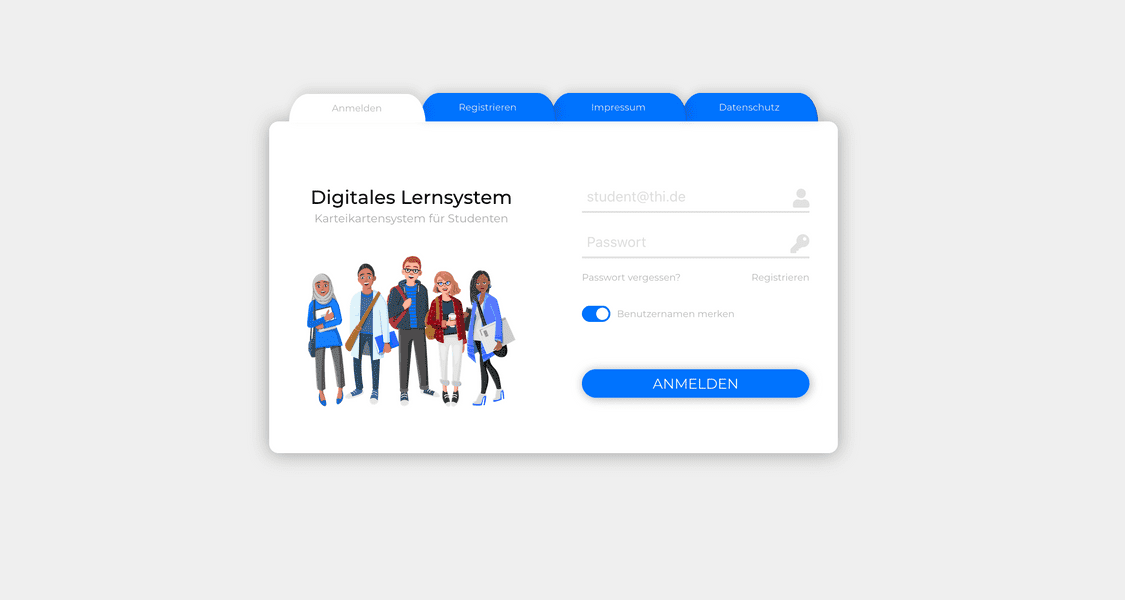 Anmelden
Registrieren
Impressum
Datenschutz
Digitales Lernsystem
Karteikartensystem für Studenten
student@thi.de
Passwort
Passwort vergessen?
Registrieren
Benutzernamen merken
ANMELDEN